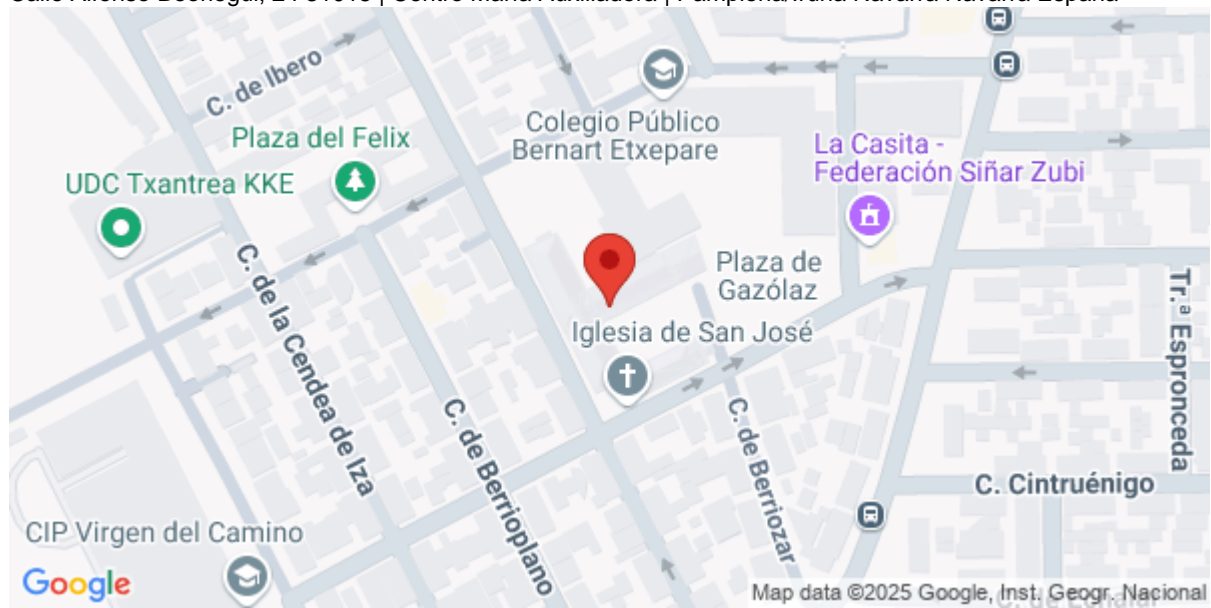 C. de Ibero
Colegio Público
Bernart Etxepare
Plaza del Felix
La Casita -
Federación Siñar Zubi
UDC Txantrea KKE
Plaza de
Gazólaz
C. de la Cendea de Iza
Iglesia de San José
Tr.ª Espronceda
C. de Berrioplano
C. de Berriozar
C. Cintruénigo
CIP Virgen del Camino
Google
Map data ©2025 Google, Inst. Geogr. Nacional